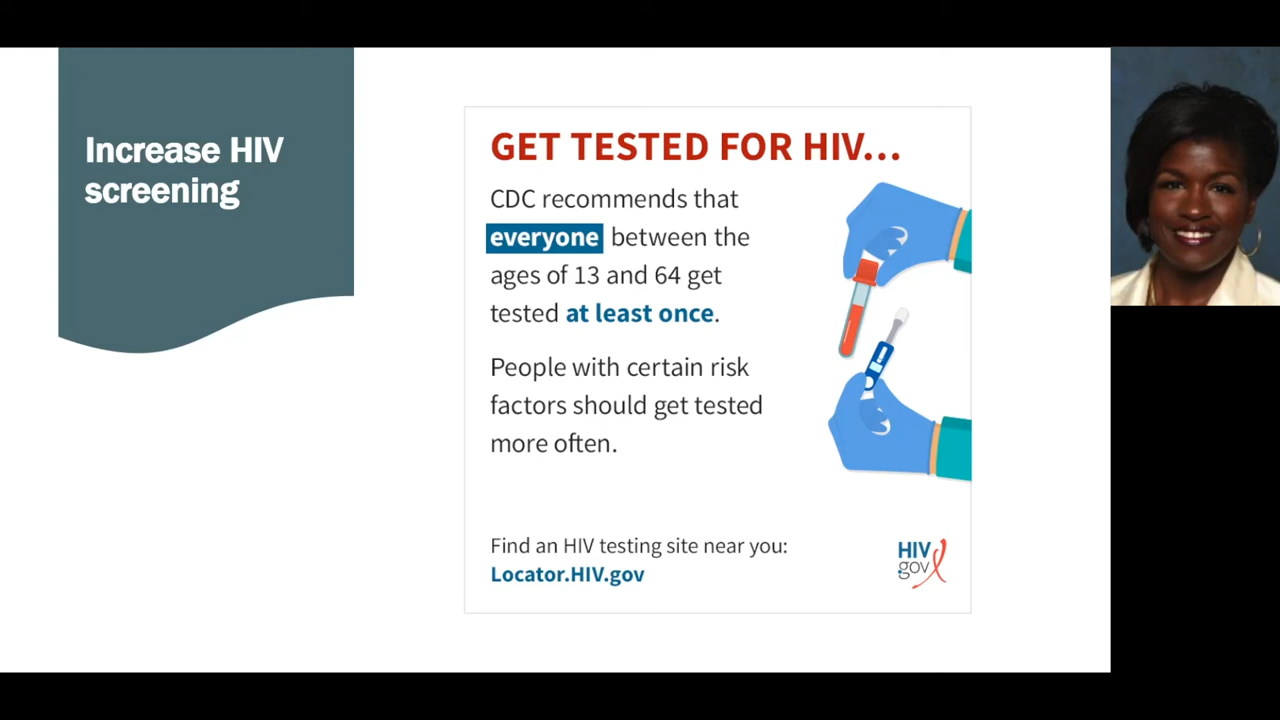 Increase HIV
screening
GET TESTED FOR HIV...
CDC recommends that
everyone between the
ages of 13 and 64 get
tested at least once.
People with certain risk
factors should get tested
more often.
Find an HIV testing site near you:
Locator.HIV.gov
HIV
.gov